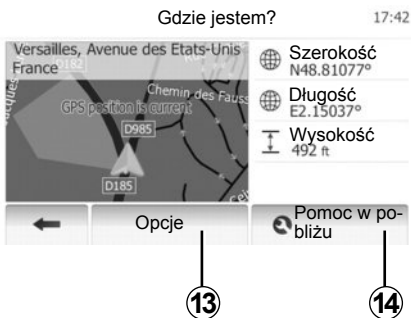 Gdzie jestem?
17:42
Versailles, Avenue des Etats-Unis
France
D182
Chemin des Fauss
GPS position is current
D985
D185
Szerokość
N48.81077°
Długość
E2.15037°
Wysokość
492 ft
Opcje
Pomoc w po-
bliżu
13
14